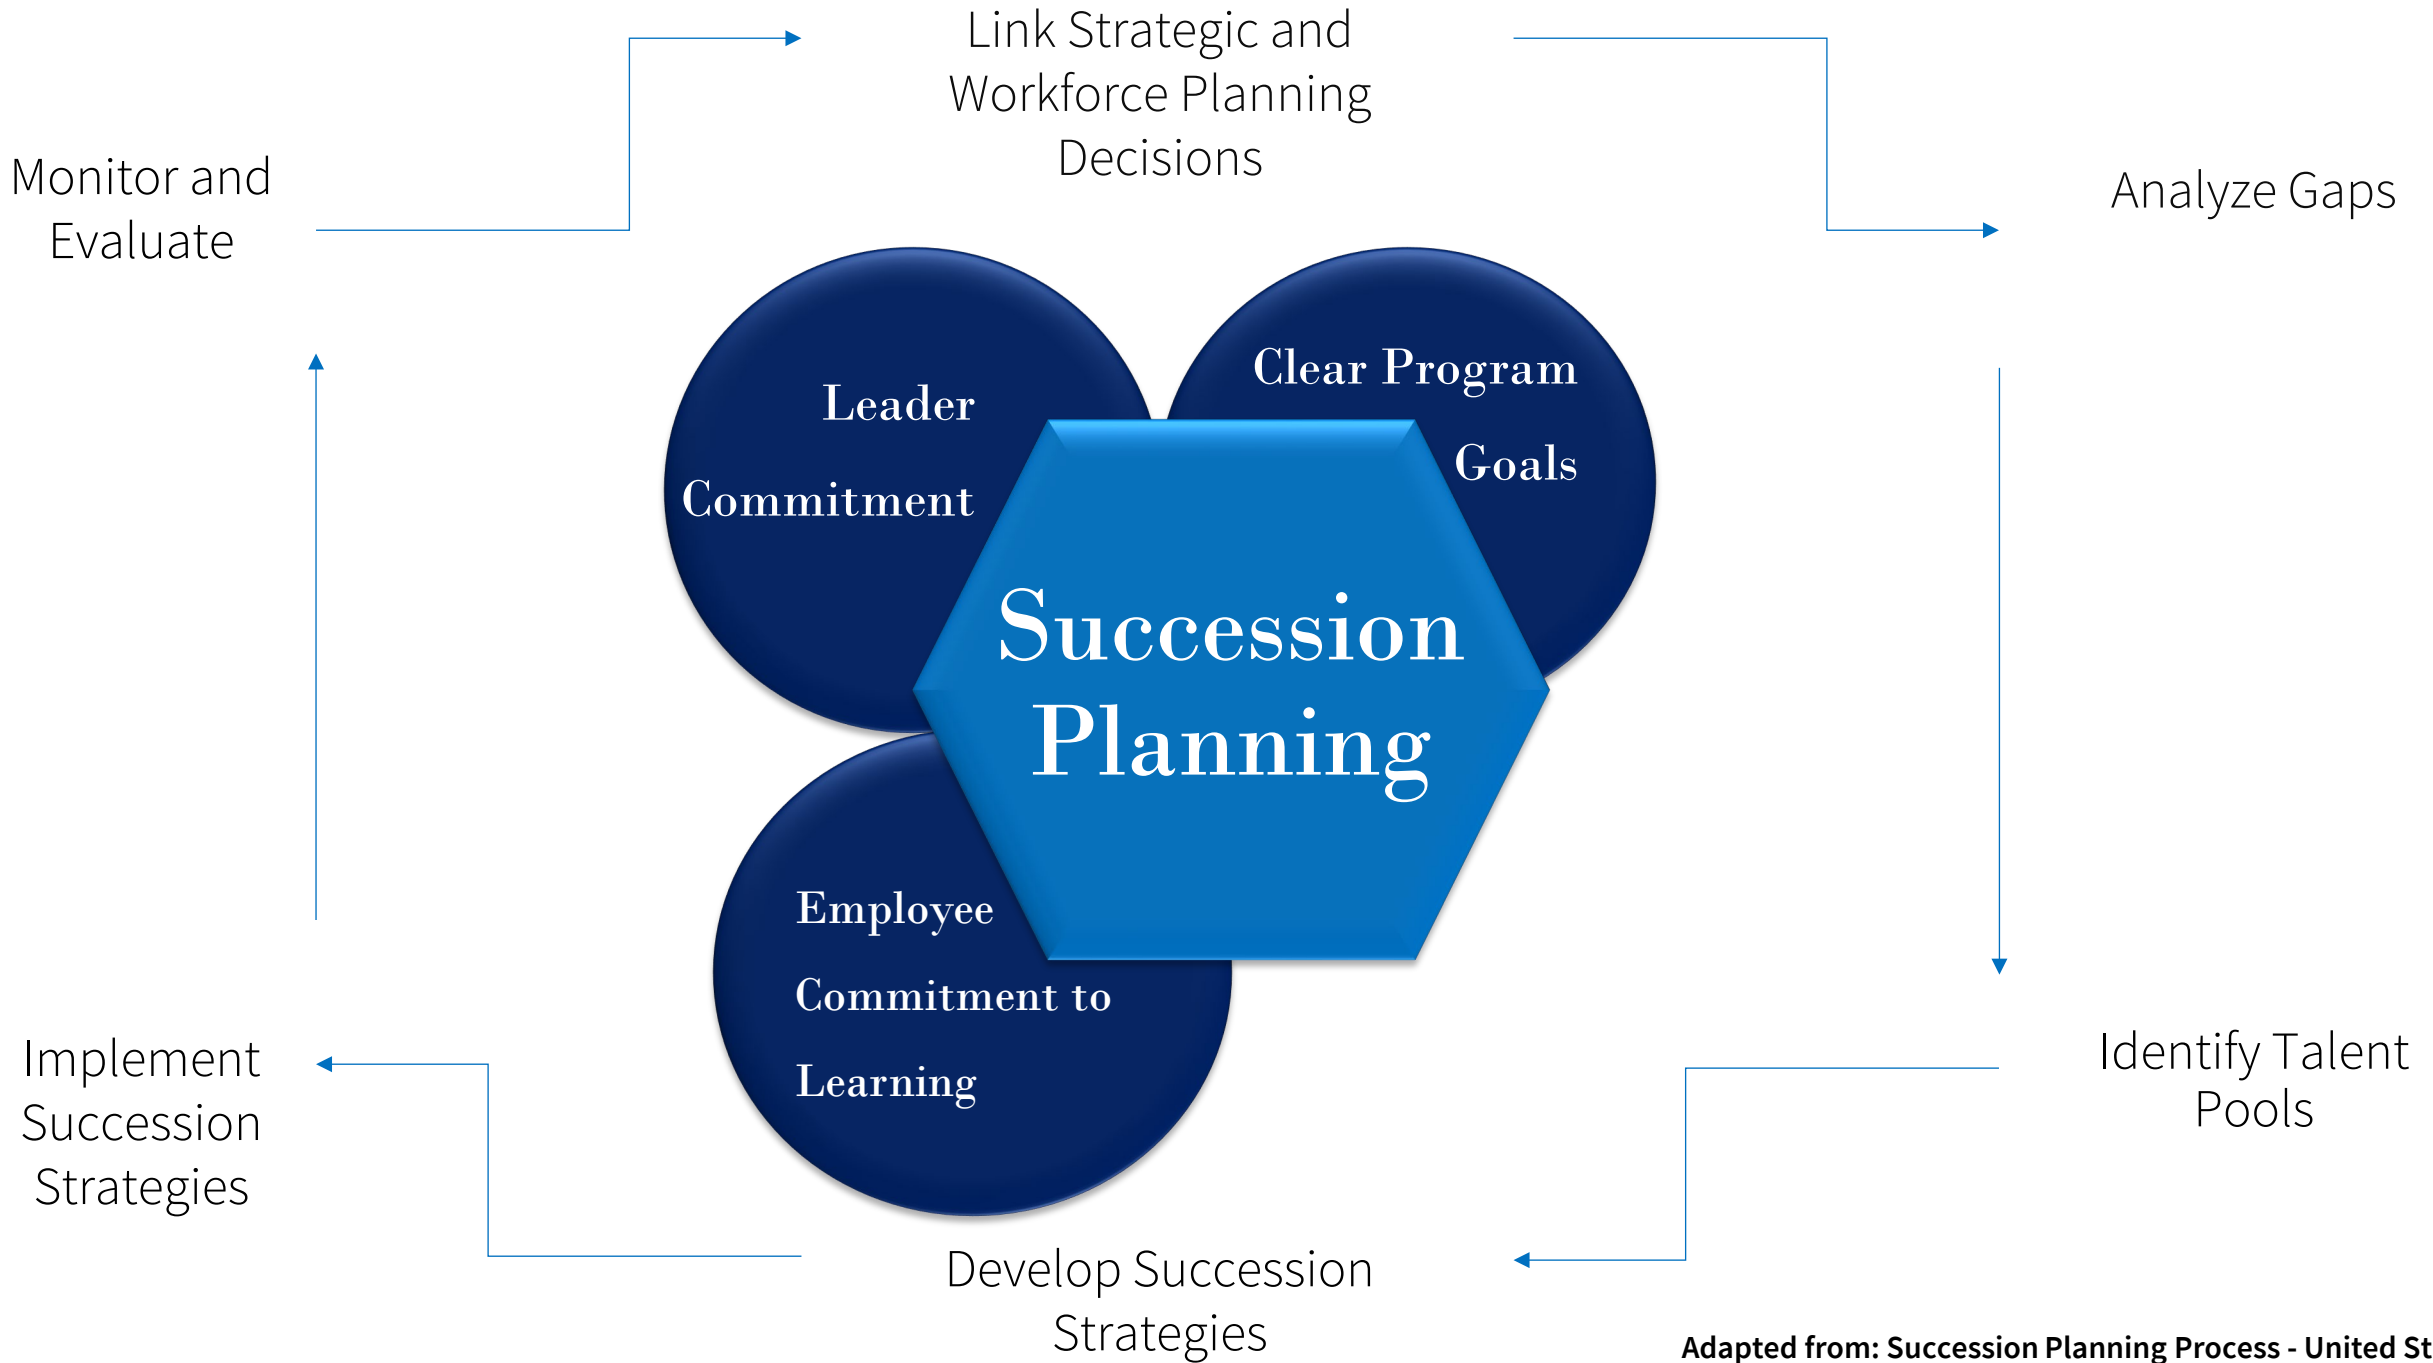 Link Strategic and
Workforce Planning
Decisions
Monitor and
Evaluate
Analyze Gaps
Leader
Commitment
Clear Program
Goals
Succession
Planning
Employee
Commitment to
Learning
Implement
Succession
Strategies
Identify Talent
Pools
Develop Succession
Strategies
Adapted from: Succession Planning Process - United